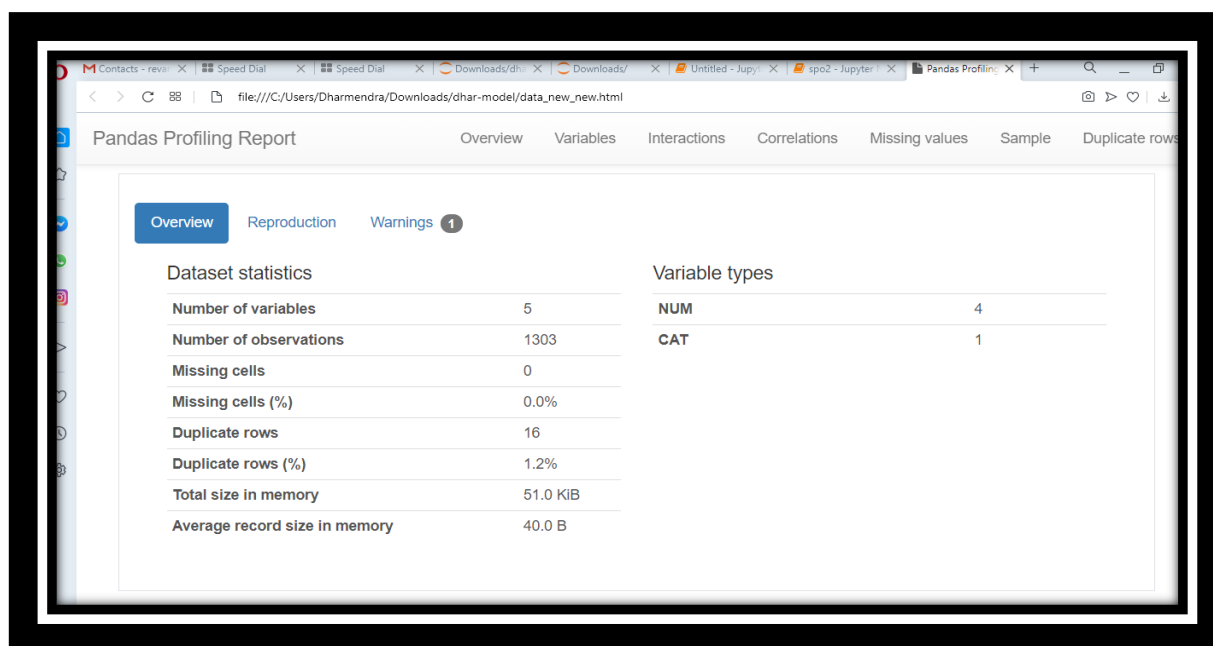 Contacts - reva Speed Dial Speed Dial Downloads/dha Downloads/ Untitled - Jupyt spo2 - Jupyter Pandas Profiling
file:///C:/Users/Dharmendra/Downloads/dhar-model/data_new_new.html
Pandas Profiling Report Overview Variables Interactions Correlations Missing values Sample Duplicate rows
Overview Reproduction Warnings 1
Dataset statistics Variable types
Number of variables 5 NUM 4
Number of observations 1303 CAT 1
Missing cells 0
Missing cells (%) 0.0%
Duplicate rows 16
Duplicate rows (%) 1.2%
Total size in memory 51.0 KiB
Average record size in memory 40.0 B